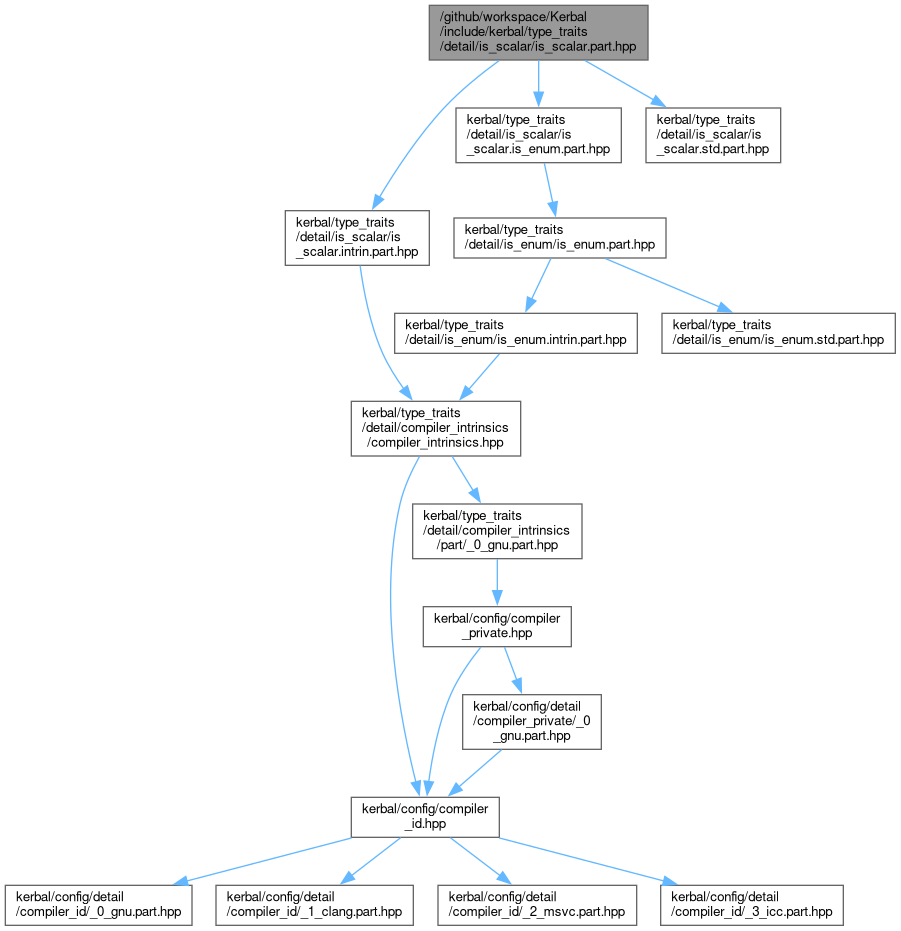 /github/workspace/Kerbal
/include/kerbal/type_traits
/detail/is_scalar/is_scalar.part.hpp
kerbal/type_traits
/detail/is_scalar/is
_scalar.is_enum.part.hpp
kerbal/type_traits
/detail/is_scalar/is
_scalar.std.part.hpp
kerbal/type_traits
/detail/is_scalar/is
_scalar.intrin.part.hpp
kerbal/type_traits
/detail/is_enum/is_enum.part.hpp
kerbal/type_traits
/detail/is_enum/is_enum.intrin.part.hpp
kerbal/type_traits
/detail/is_enum/is_enum.std.part.hpp
kerbal/type_traits
/detail/compiler_intrinsics
/compiler_intrinsics.hpp
kerbal/type_traits
/detail/compiler_intrinsics
/part/_0_gnu.part.hpp
kerbal/config/compiler
_private.hpp
kerbal/config/detail
/compiler_private/_0
_gnu.part.hpp
kerbal/config/compiler
_id.hpp
kerbal/config/detail
/compiler_id/_0_gnu.part.hpp
kerbal/config/detail
/compiler_id/_1_clang.part.hpp
kerbal/config/detail
/compiler_id/_2_msvc.part.hpp
kerbal/config/detail
/compiler_id/_3_icc.part.hpp